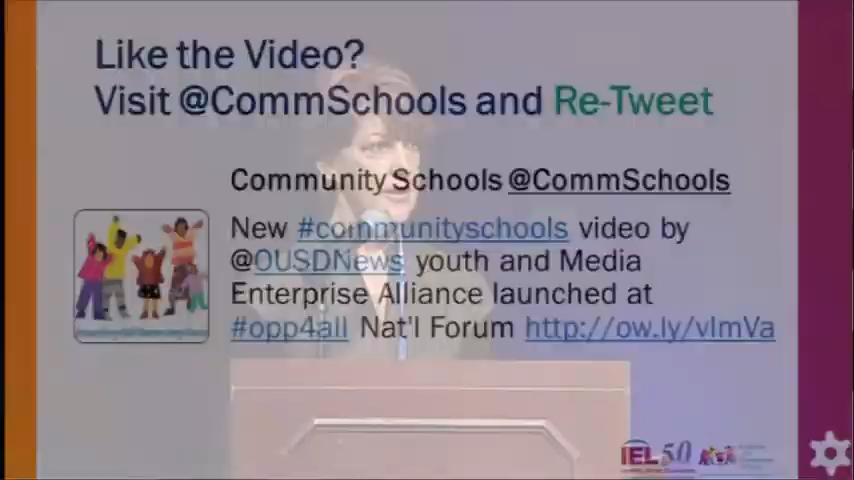 Like the Video?
Visit @CommSchools and Re-Tweet
Community Schools @CommSchools
New #communityschools video by
@OUSDNews youth and Media
Enterprise Alliance launched at
#opp4all Nat'l Forum http://ow.ly/vlmVa
IEL 50